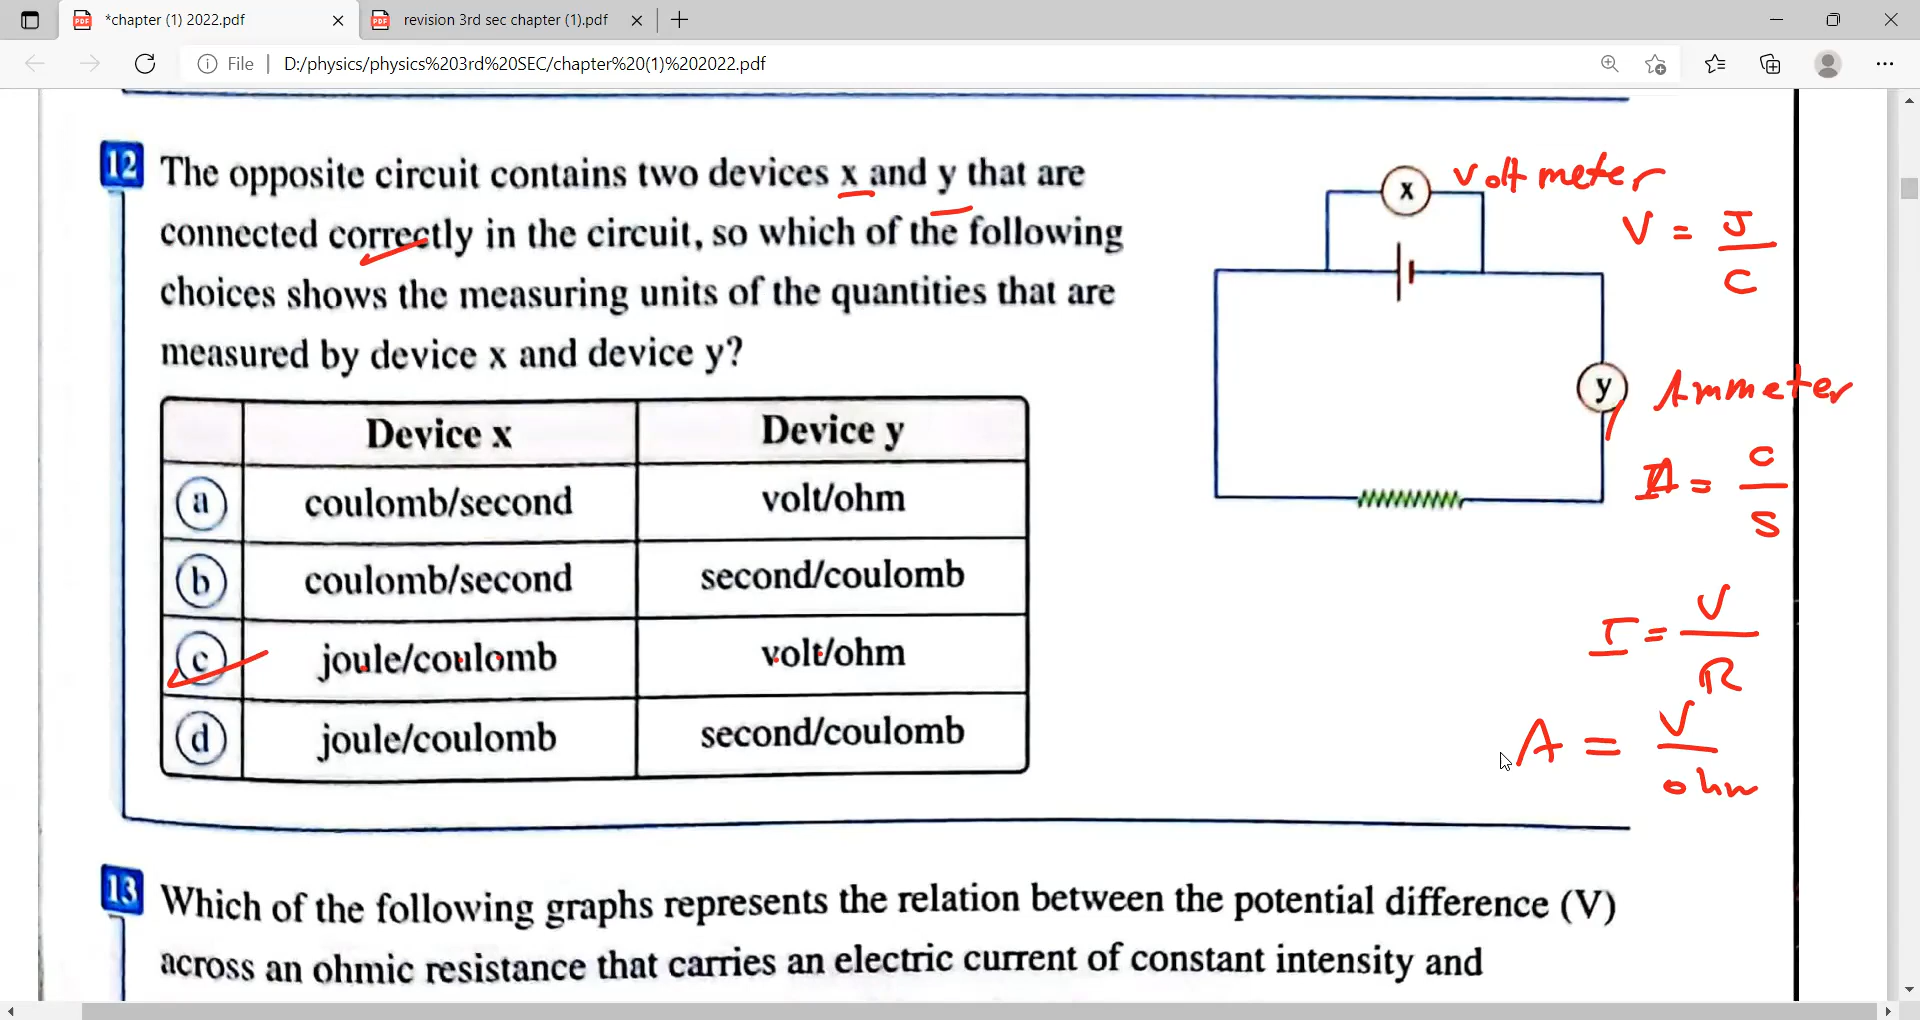 *chapter (1) 2022.pdf
revision 3rd sec chapter (1).pdf
File
D:/physics/physics%203rd%20SEC/chapter%20(1)%202022.pdf
12 The opposite circuit contains two devices x and y that are
connected correctly in the circuit, so which of the following
choices shows the measuring units of the quantities that are
measured by device x and device y?
Device x Device y
a coulomb/second volt/ohm
b coulomb/second second/coulomb
c joule/coulomb volt/ohm
d joule/coulomb second/coulomb
x
voltmeter
V = J
C
y
Ammeter
A = C
S
I = V
R
A = V
ohm
13 Which of the following graphs represents the relation between the potential difference (V)
across an ohmic resistance that carries an electric current of constant intensity and